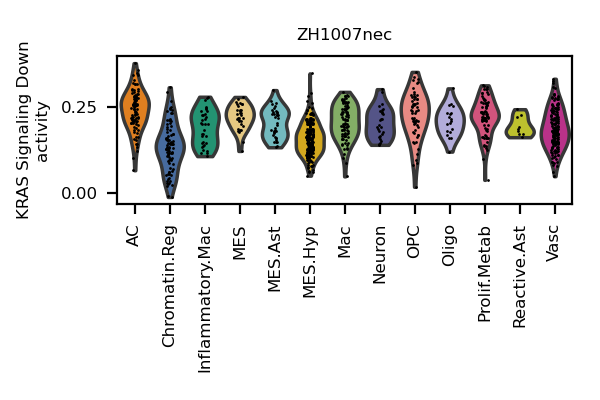 ZH1007nec
KRAS Signaling Down
activity
0.25
0.00
AC
Chromatin.Reg
Inflammatory.Mac
MES
MES.Ast
MES.Hyp
Mac
Neuron
OPC
Oligo
Prolif.Metab
Reactive.Ast
Vasc